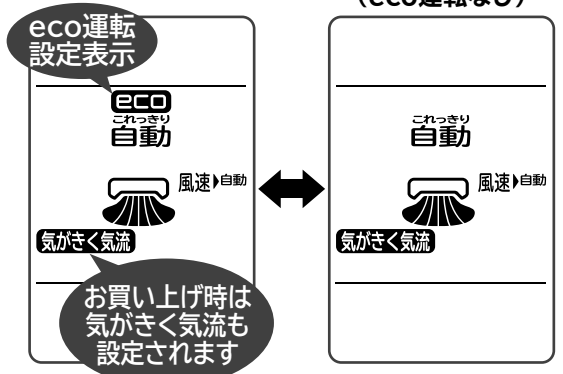 (eco運転なし)
eco運転
設定表示
eco
これっきり
自動
風速▶自動
気がきく気流
お買い上げ時は
気がきく気流も
設定されます
これっきり
自動
風速▶自動
気がきく気流